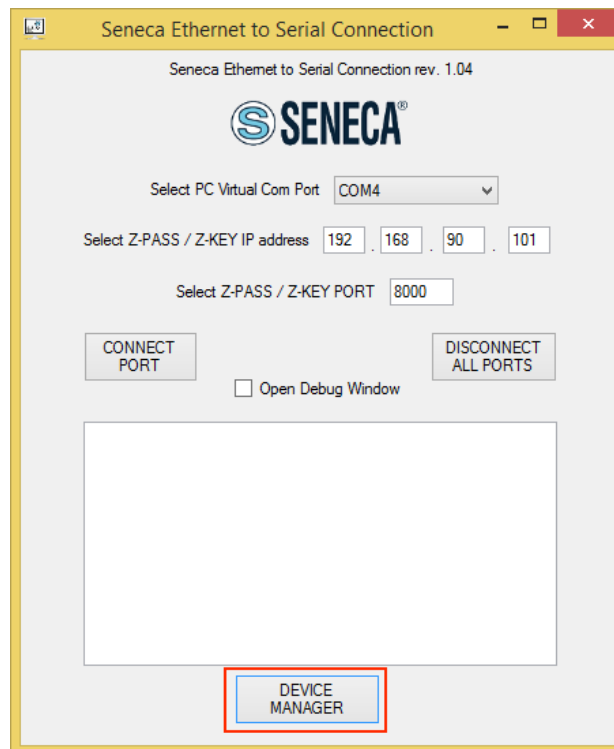 Seneca Ethernet to Serial Connection
Seneca Ethernet to Serial Connection rev. 1.04
S SENECA®
Select PC Virtual Com Port COM4
Select Z-PASS / Z-KEY IP address 192 . 168 . 90 . 101
Select Z-PASS / Z-KEY PORT 8000
CONNECT
PORT
DISCONNECT
ALL PORTS
Open Debug Window
DEVICE
MANAGER